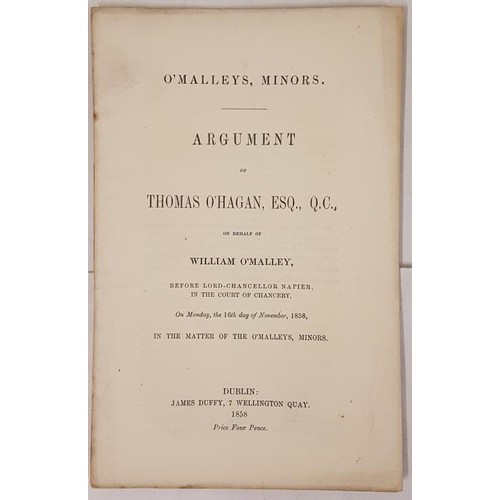 O'MALLEYS, MINORS.
ARGUMENT
OF
THOMAS O'HAGAN, ESQ., Q.C.,
ON BEHALF OF
WILLIAM O'MALLEY,
BEFORE LORD-CHANCELLOR NAPIER,
IN THE COURT OF CHANCERY,
On Monday, the 16th day of November, 1858,
IN THE MATTER OF THE O'MALLEYS, MINORS.
DUBLIN:
JAMES DUFFY, 7 WELLINGTON QUAY.
1858
Price Four Pence.